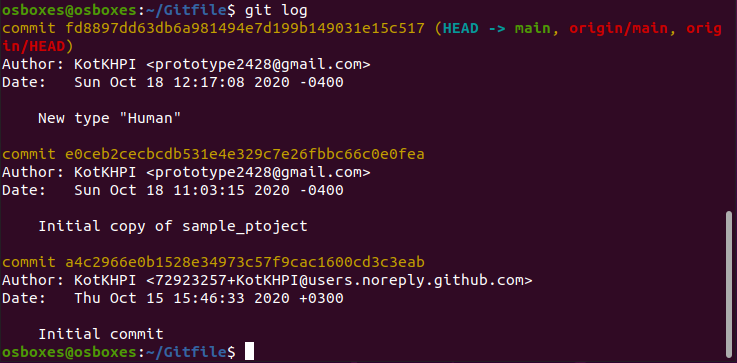 osboxes@osboxes:~/Gitfile$ git log
commit fd8897dd63db6a981494e7d199b149031e15c517 (HEAD -> main, origin/main, orig
in/HEAD)
Author: KotKHPI <prototype2428@gmail.com>
Date:   Sun Oct 18 12:17:08 2020 -0400
    New type "Human"
commit e0ceb2cecbcdb531e4e329c7e26fbbc66c0e0fea
Author: KotKHPI <prototype2428@gmail.com>
Date:   Sun Oct 18 11:03:15 2020 -0400
    Initial copy of sample_ptoject
commit a4c2966e0b1528e34973c57f9cac1600cd3c3eab
Author: KotKHPI <72923257+KotKHPI@users.noreply.github.com>
Date:   Thu Oct 15 15:46:33 2020 +0300
    Initial commit
osboxes@osboxes:~/Gitfile$